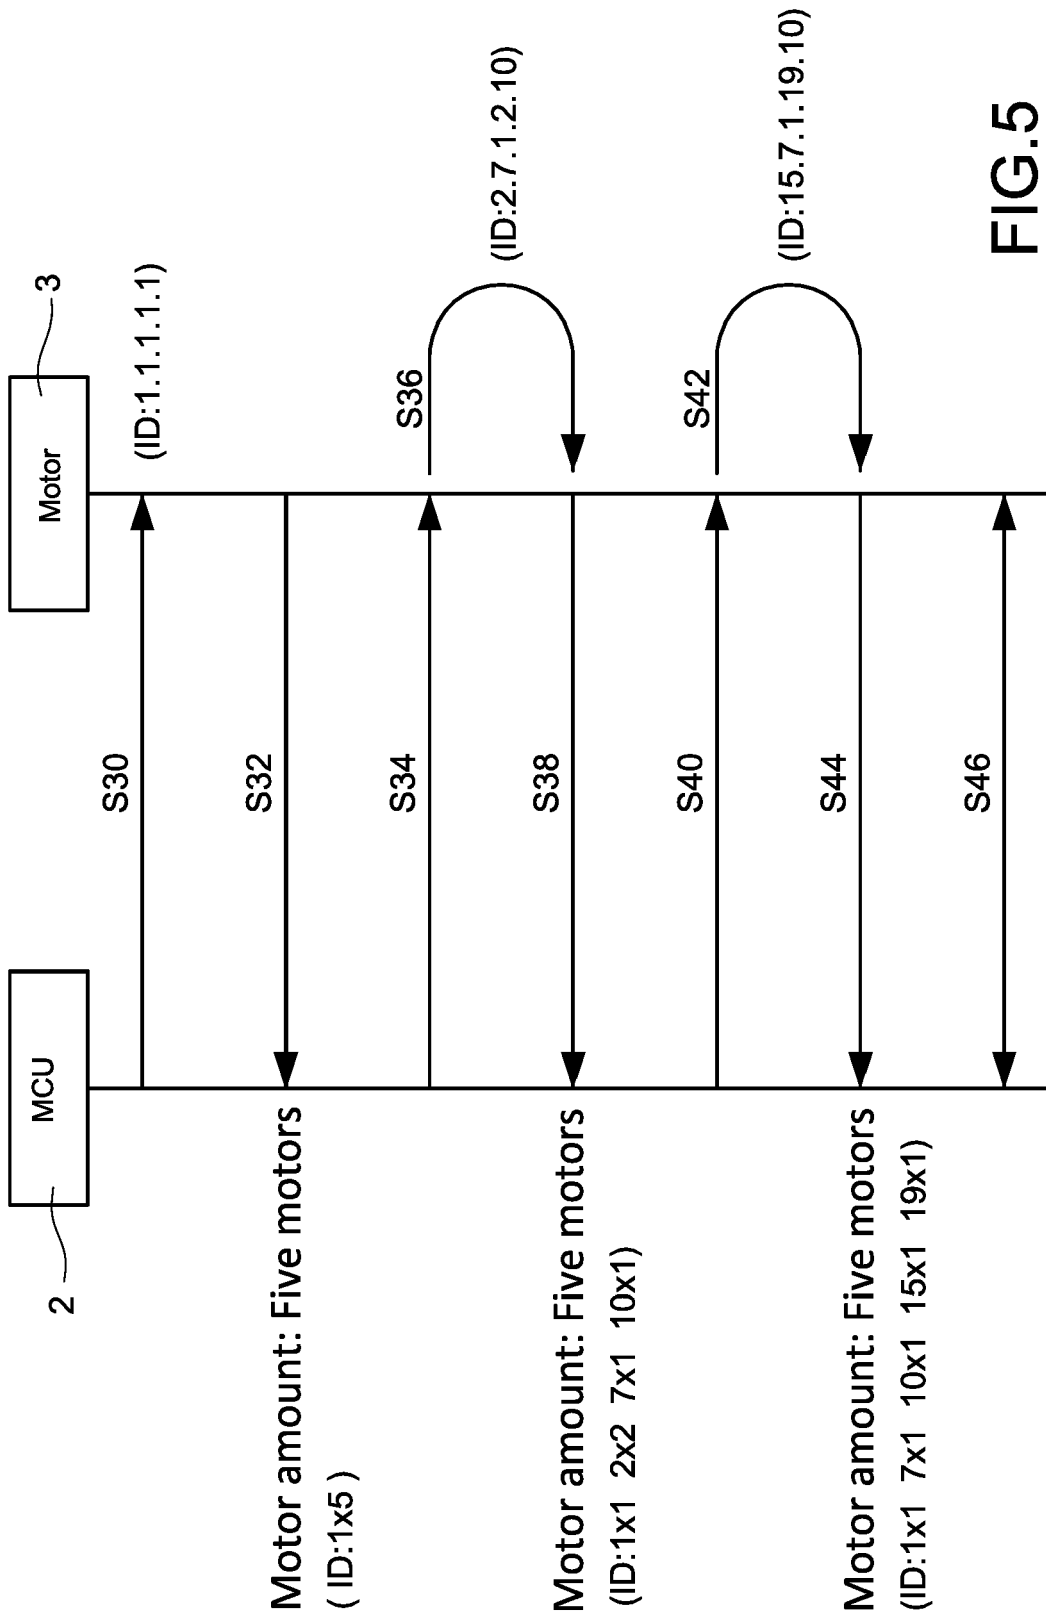 MCU
2
Motor
3
(ID:1.1.1.1.1)
S30
S32
Motor amount: Five motors
( ID:1x5 )
S34
S36
(ID:2.7.1.2.10)
S38
Motor amount: Five motors
(ID:1x1 2x2 7x1 10x1)
S40
S42
(ID:15.7.1.19.10)
S44
Motor amount: Five motors
(ID:1x1 7x1 10x1 15x1 19x1)
S46
FIG.5